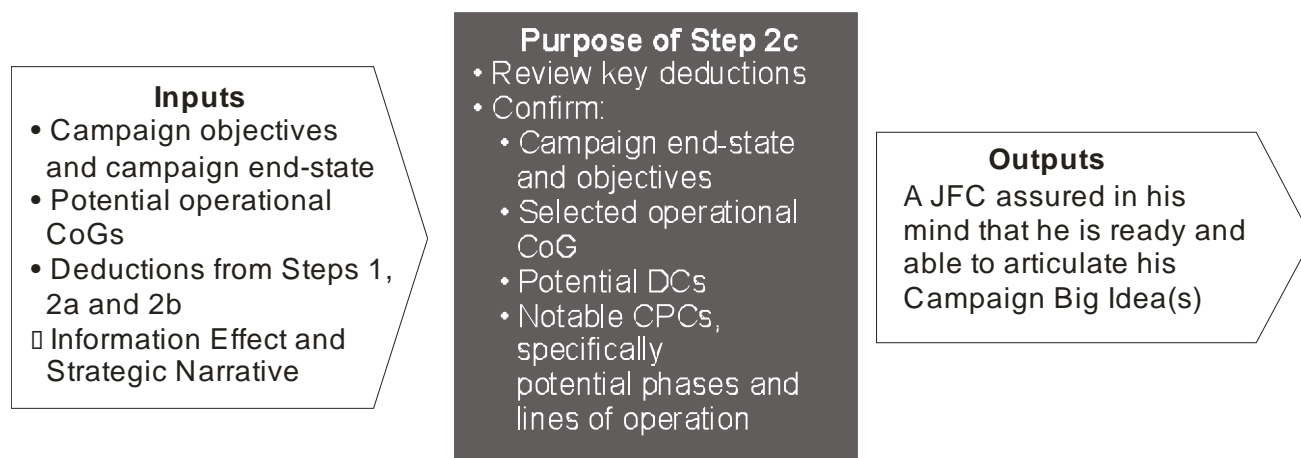 Inputs
• Campaign objectives
and campaign end-state
• Potential operational
CoGs
• Deductions from Steps 1,
2a and 2b
▯ Information Effect and
Strategic Narrative
Purpose of Step 2c
• Review key deductions
• Confirm:
• Campaign end-state
and objectives
• Selected operational
CoG
• Potential DCs
• Notable CPCs,
specifically
potential phases and
lines of operation
Outputs
A JFC assured in his
mind that he is ready and
able to articulate his
Campaign Big Idea(s)